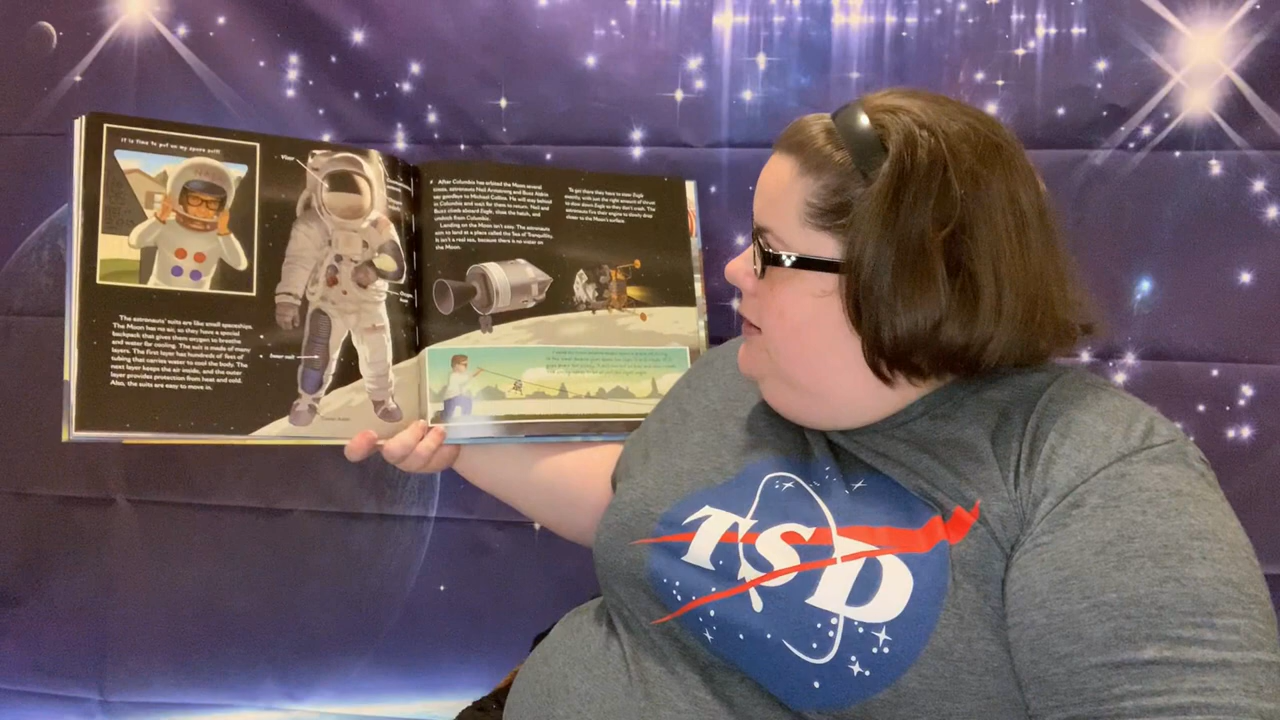 It is time to put on my space suit!
Visor
The astronauts' suits are like small spaceships.
The Moon has no air, so they have a special
backpack that gives them oxygen to breathe
and water for cooling. The suit is made of many
layers. The first layer has hundreds of feet of
tubing that carries water to cool the body. The
next layer keeps the air inside, and the outer
layer provides protection from heat and cold.
Also, the suits are easy to move in.
Inner suit
After Columbia has orbited the Moon several
times, astronauts Neil Armstrong and Buzz Aldrin
say goodbye to Michael Collins. He will stay behind
in Columbia and wait for them to return. Neil and
Buzz climb aboard Eagle, close the hatch, and
undock from Columbia.
Landing on the Moon isn't easy. The astronauts
aim to land at a place called the Sea of Tranquility.
It isn't a real sea, because there is no water on
the Moon.
To get there they have to steer Eagle
exactly, with just the right amount of thrust
to slow down Eagle so they don't crash. The
astronauts fire their engine to slowly drop
closer to the Moon's surface.
TSD